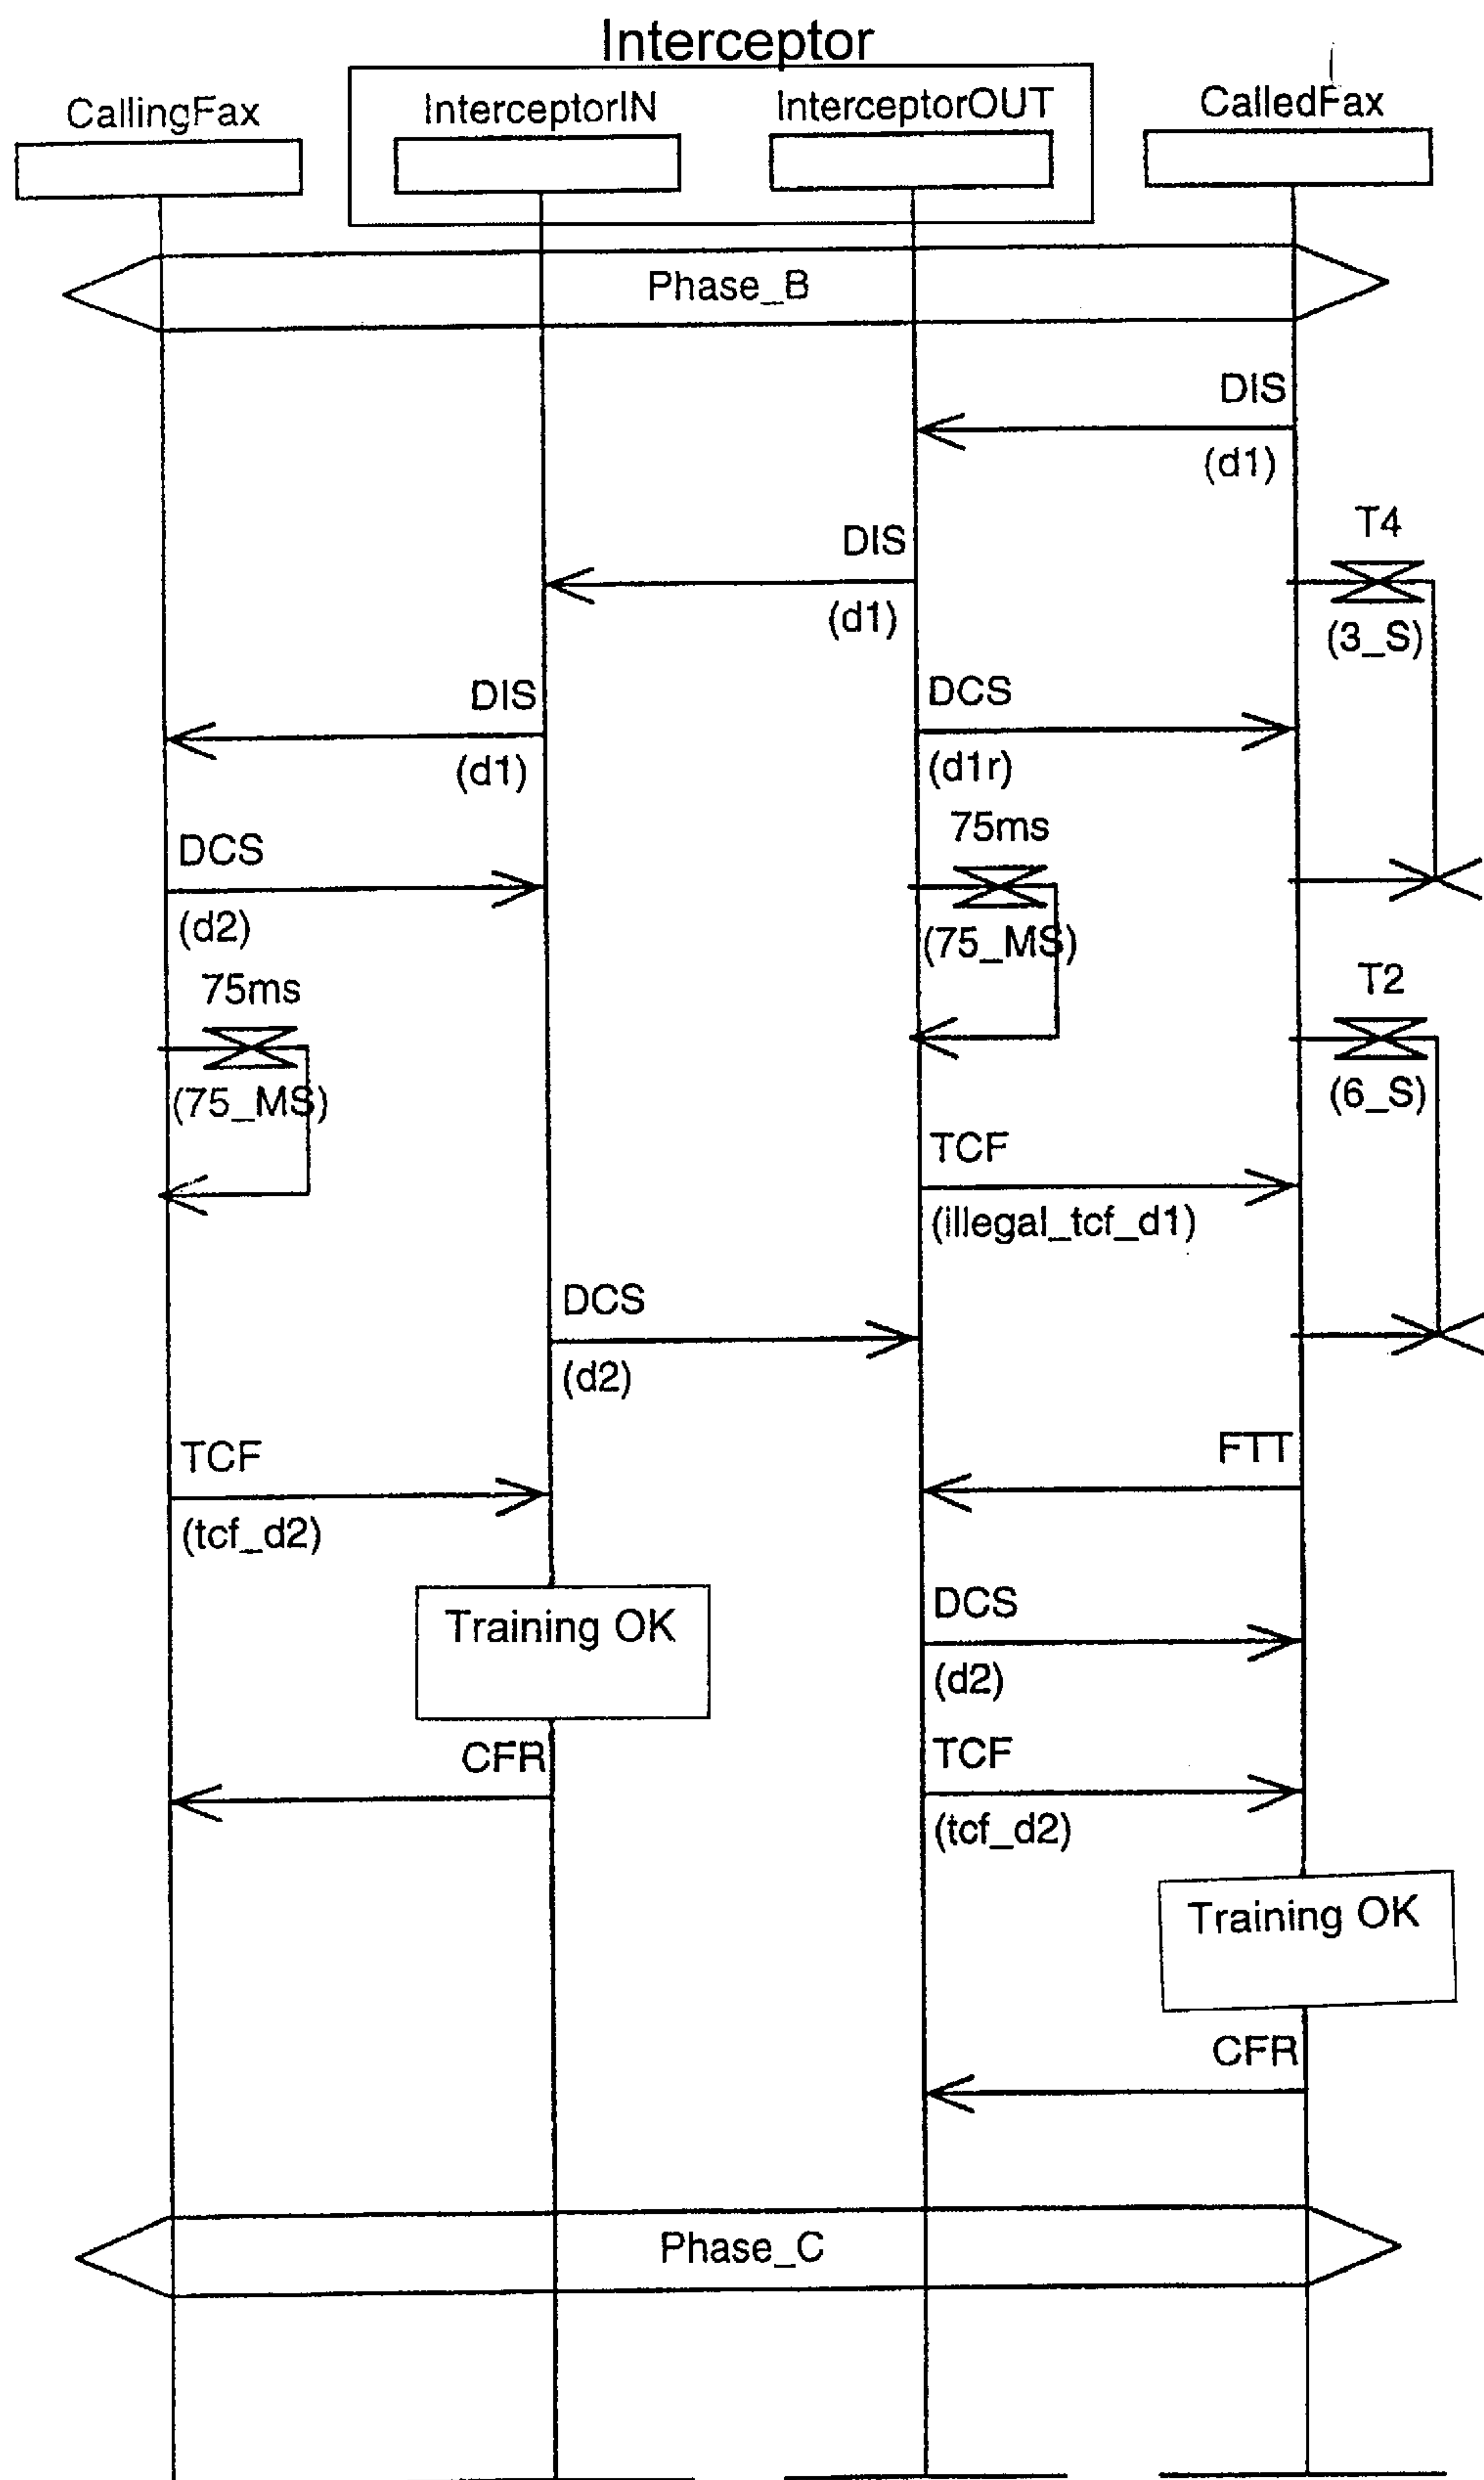 Interceptor
CallingFax
InterceptorIN
InterceptorOUT
CalledFax
Phase_B
DIS
(d1)
T4
DIS
(d1)
(3_S)
DIS
DCS
(d1)
(d1r)
75ms
DCS
(d2)
(75_MS)
75ms
T2
(75_MS)
(6_S)
TCF
(illegal_tcf_d1)
DCS
(d2)
TCF
FTT
(tcf_d2)
Training OK
DCS
(d2)
CFR
TCF
(tcf_d2)
Training OK
CFR
Phase_C